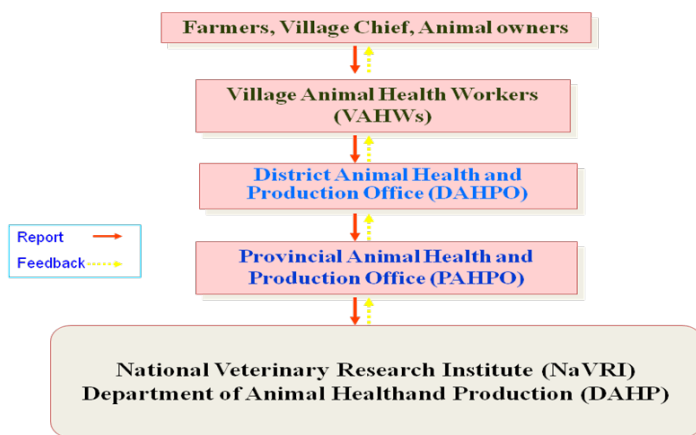 Farmers, Village Chief, Animal owners
Village Animal Health Workers
(VAHWs)
District Animal Health and
Production Office (DAHPO)
Report
Feedback
Provincial Animal Health and
Production Office (PAHPO)
National Veterinary Research Institute (NaVRI)
Department of Animal Healthand Production (DAHP)